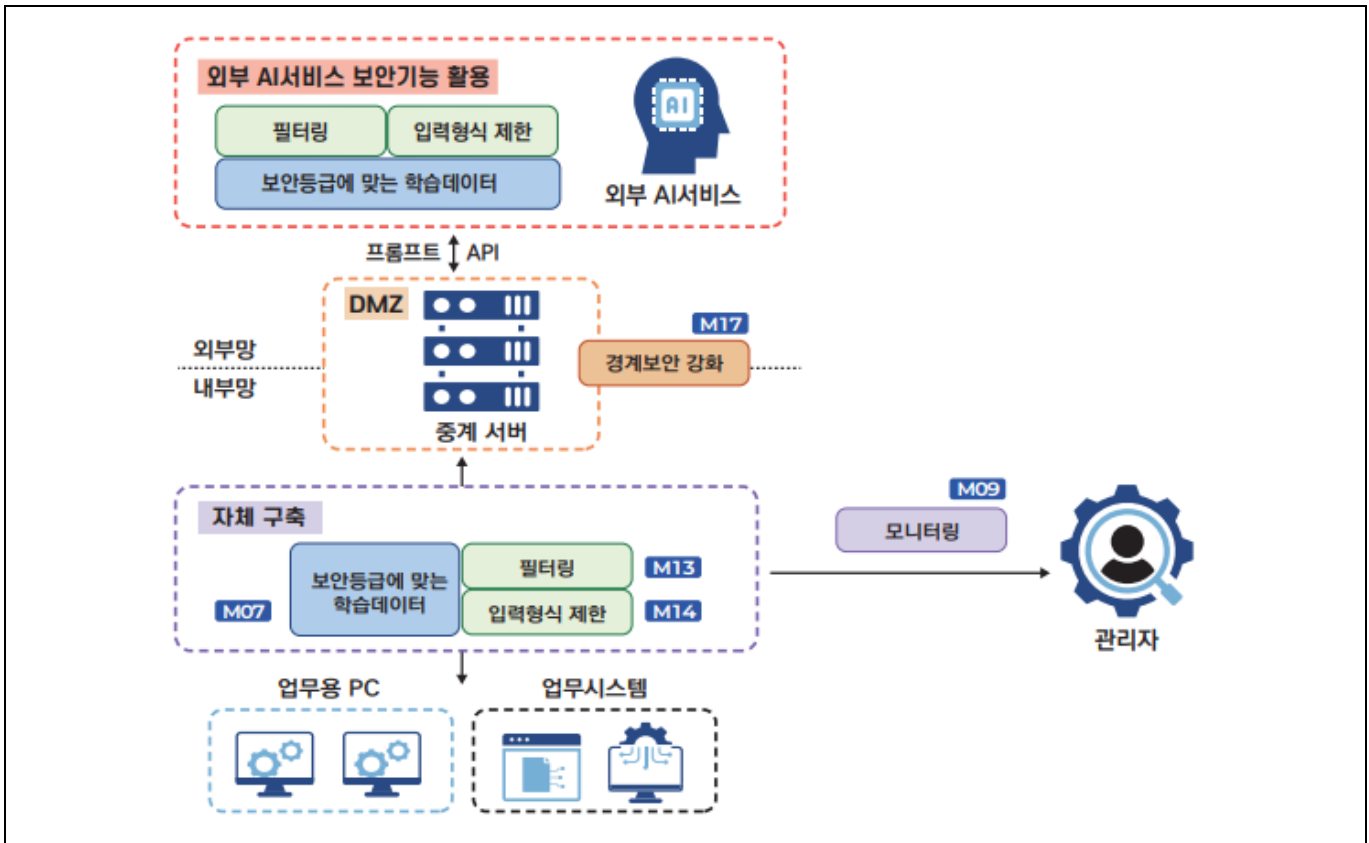 외부 AI서비스 보안기능 활용
필터링
입력형식 제한
보안등급에 맞는 학습데이터
AI
외부 AI서비스
프롬프트
API
DMZ
M17
외부망
경계보안 강화
내부망
중계 서버
자체 구축
M09
모니터링
보안등급에 맞는
학습데이터
필터링
M13
M07
입력형식 제한
M14
관리자
업무용 PC
업무시스템